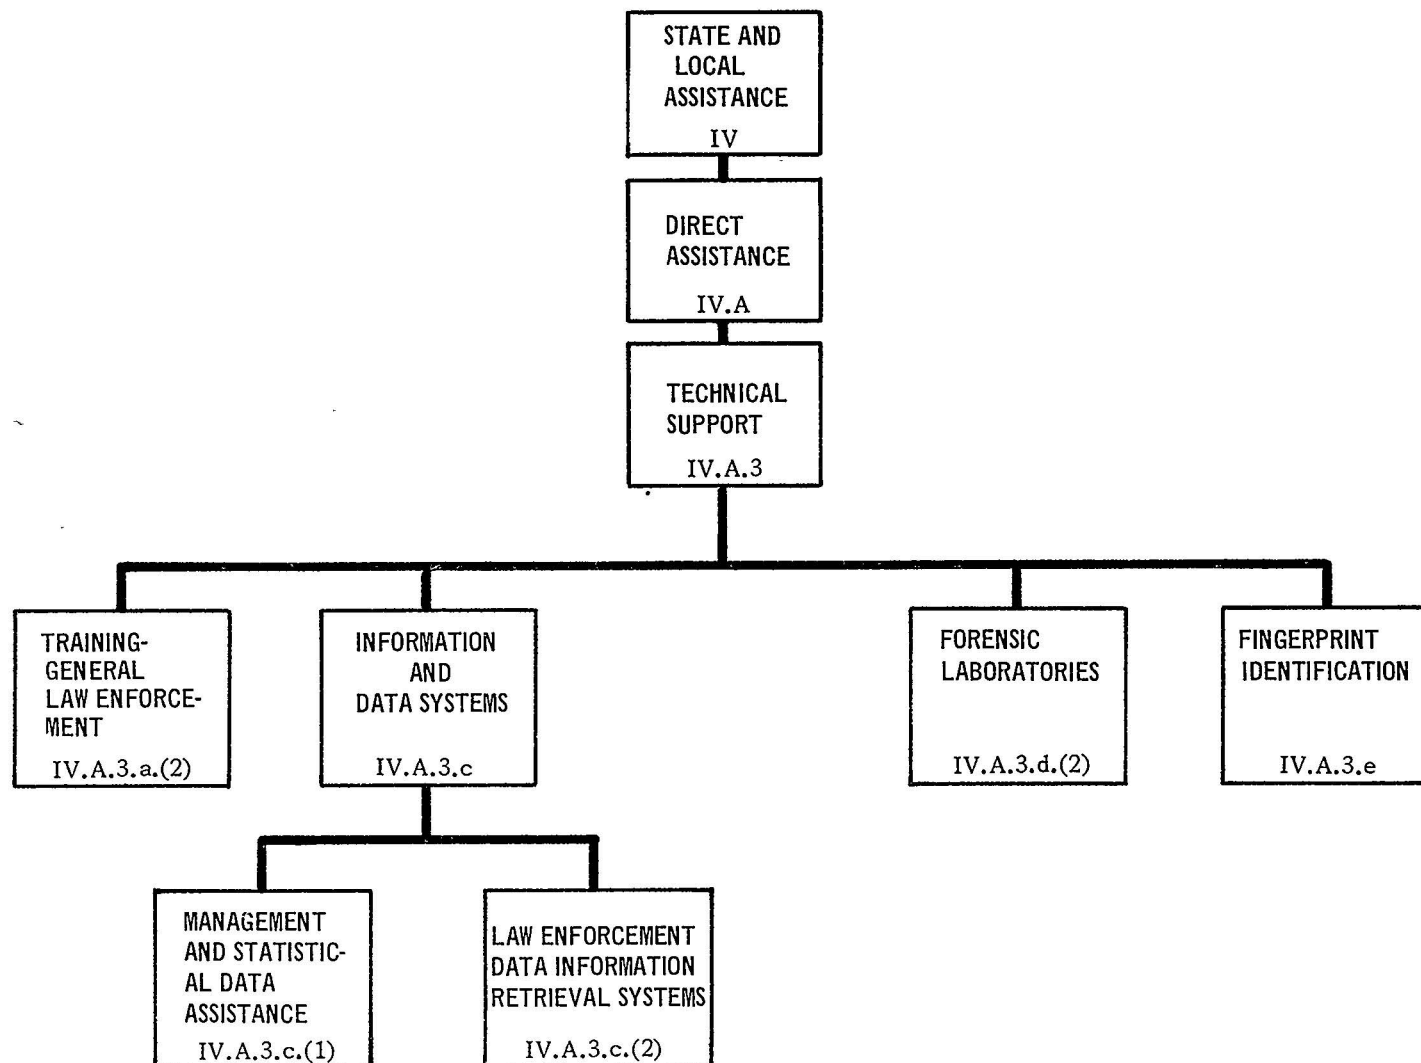 STATE AND
LOCAL
ASSISTANCE
IV
DIRECT
ASSISTANCE
IV.A
TECHNICAL
SUPPORT
IV.A.3
TRAINING-
GENERAL
LAW ENFORCE-
MENT
IV.A.3.a.(2)
INFORMATION
AND
DATA SYSTEMS
IV.A.3.c
FORENSIC
LABORATORIES
IV.A.3.d.(2)
FINGERPRINT
IDENTIFICATION
IV.A.3.e
MANAGEMENT
AND STATISTIC-
AL DATA
ASSISTANCE
IV.A.3.c.(1)
LAW ENFORCEMENT
DATA INFORMATION
RETRIEVAL SYSTEMS
IV.A.3.c.(2)